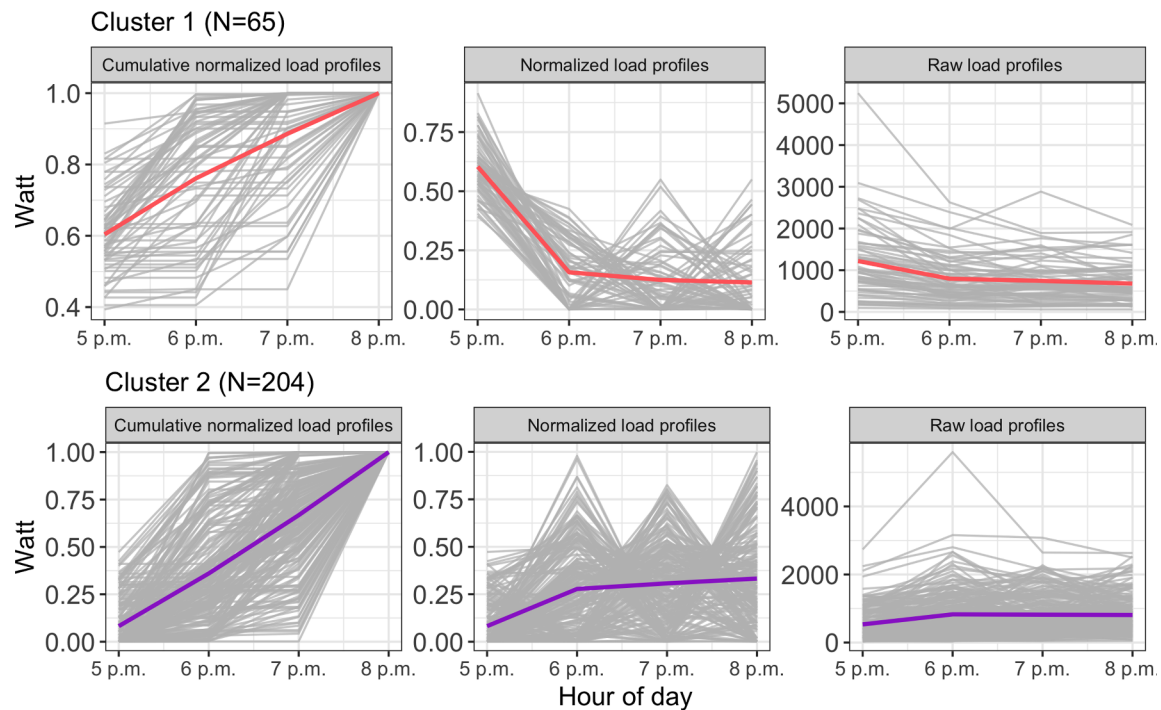 Cluster 1 (N=65)
Cumulative normalized load profiles
Normalized load profiles
Raw load profiles
Watt
1.0
0.8
0.6
0.4
0.75
0.50
0.25
0.00
5000
4000
3000
2000
1000
0
5 p.m. 6 p.m. 7 p.m. 8 p.m.
5 p.m. 6 p.m. 7 p.m. 8 p.m.
5 p.m. 6 p.m. 7 p.m. 8 p.m.
Cluster 2 (N=204)
Cumulative normalized load profiles
Normalized load profiles
Raw load profiles
Watt
1.00
0.75
0.50
0.25
0.00
1.00
0.75
0.50
0.25
0.00
4000
2000
0
5 p.m. 6 p.m. 7 p.m. 8 p.m.
5 p.m. 6 p.m. 7 p.m. 8 p.m.
5 p.m. 6 p.m. 7 p.m. 8 p.m.
Hour of day